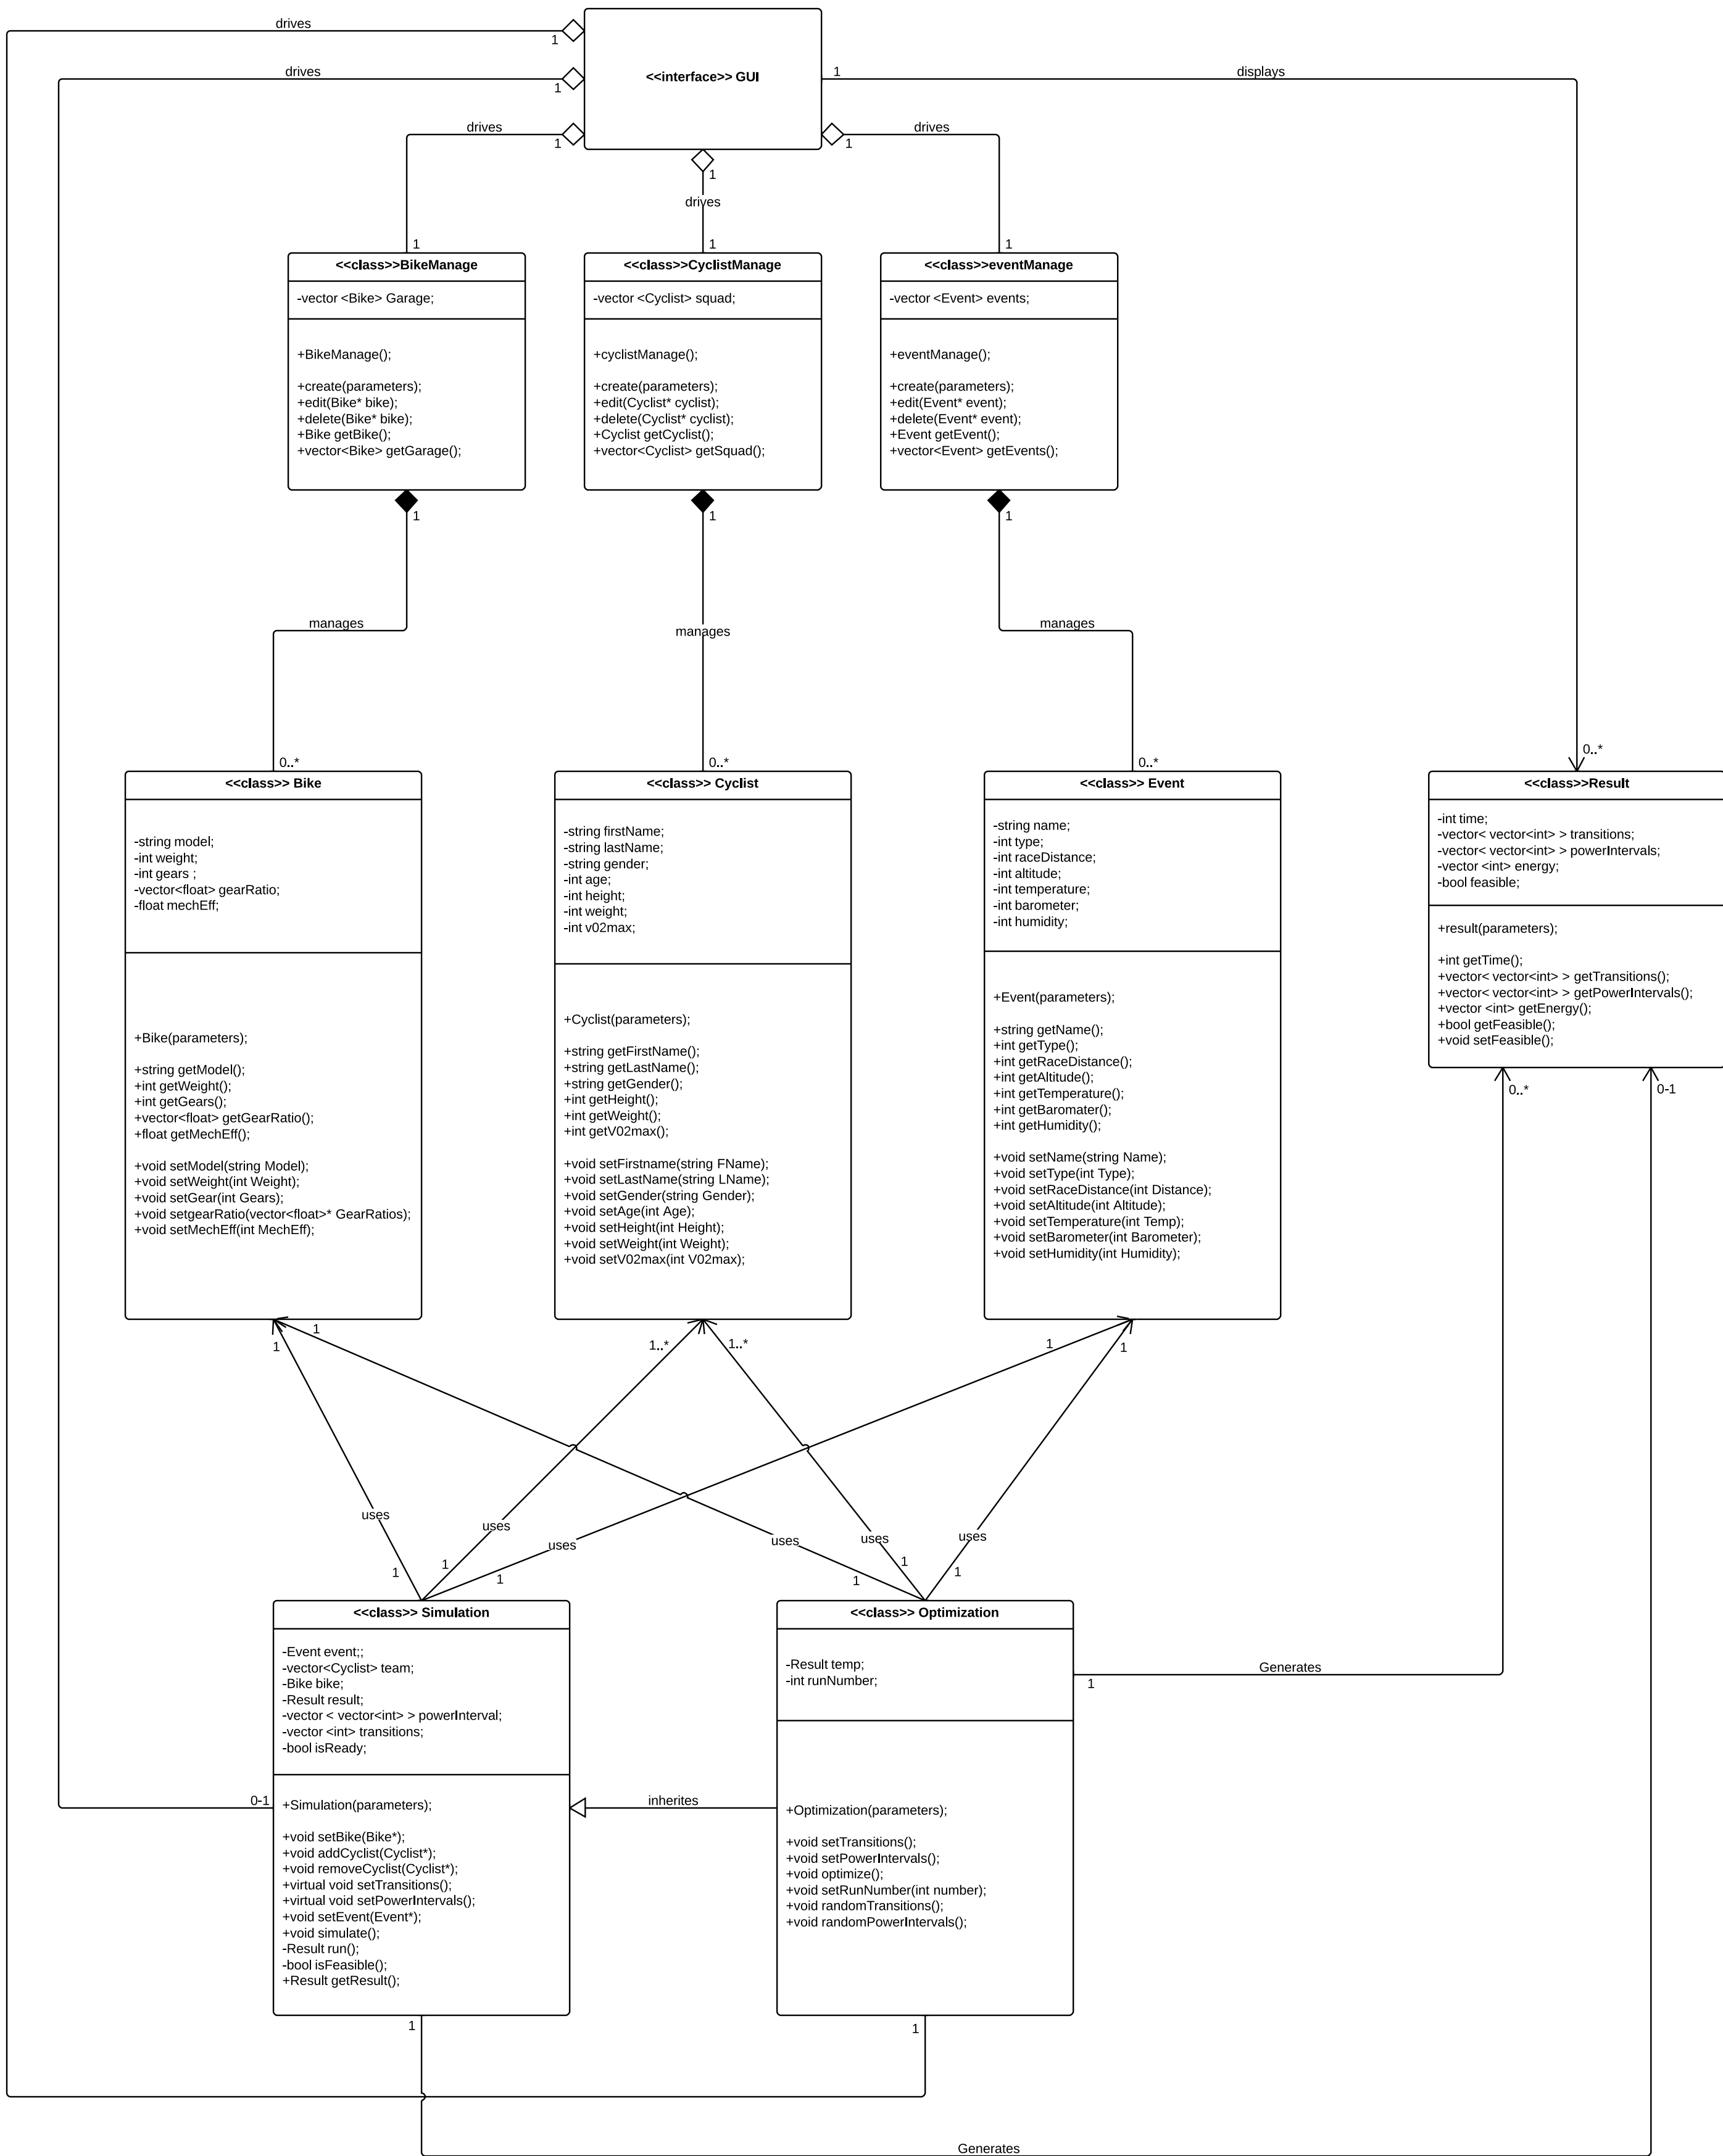 drives
1
drives
1
<<interface>> GUI
1
displays
drives
1
drives
1
1
drives
1
1
1
<<class>>BikeManage
-vector <Bike> Garage;
+BikeManage();
+create(parameters);
+edit(Bike* bike);
+delete(Bike* bike);
+Bike getBike();
+vector<Bike> getGarage();
<<class>>CyclistManage
-vector <Cyclist> squad;
+cyclistManage();
+create(parameters);
+edit(Cyclist* cyclist);
+delete(Cyclist* cyclist);
+Cyclist getCyclist();
+vector<Cyclist> getSquad();
<<class>>eventManage
-vector <Event> events;
+eventManage();
+create(parameters);
+edit(Event* event);
+delete(Event* event);
+Event getEvent();
+vector<Event> getEvents();
1
1
1
manages
manages
manages
0..*
0..*
0..*
0..*
<<class>> Bike
-string model;
-int weight;
-int gears ;
-vector<float> gearRatio;
-float mechEff;
+Bike(parameters);
+string getModel();
+int getWeight();
+int getGears();
+vector<float> getGearRatio();
+float getMechEff();
+void setModel(string Model);
+void setWeight(int Weight);
+void setGear(int Gears);
+void setgearRatio(vector<float>* GearRatios);
+void setMechEff(int MechEff);
<<class>> Cyclist
-string firstName;
-string lastName;
-string gender;
-int age;
-int height;
-int weight;
-int v02max;
+Cyclist(parameters);
+string getFirstName();
+string getLastName();
+string getGender();
+int getHeight();
+int getWeight();
+int getV02max();
+void setFirstname(string FName);
+void setLastName(string LName);
+void setGender(string Gender);
+void setAge(int Age);
+void setHeight(int Height);
+void setWeight(int Weight);
+void setV02max(int V02max);
<<class>> Event
-string name;
-int type;
-int raceDistance;
-int altitude;
-int temperature;
-int barometer;
-int humidity;
+Event(parameters);
+string getName();
+int getType();
+int getRaceDistance();
+int getAltitude();
+int getTemperature();
+int getBaromater();
+int getHumidity();
+void setName(string Name);
+void setType(int Type);
+void setRaceDistance(int Distance);
+void setAltitude(int Altitude);
+void setTemperature(int Temp);
+void setBarometer(int Barometer);
+void setHumidity(int Humidity);
<<class>>Result
-int time;
-vector< vector<int> > transitions;
-vector< vector<int> > powerIntervals;
-vector <int> energy;
-bool feasible;
+result(parameters);
+int getTime();
+vector< vector<int> > getTransitions();
+vector< vector<int> > getPowerIntervals();
+vector <int> getEnergy();
+bool getFeasible();
+void setFeasible();
0..*
0-1
1
1
1..*
1..*
1
1
uses
uses
uses
uses
uses
uses
1
1
1
1
1
1
<<class>> Simulation
-Event event;;
-vector<Cyclist> team;
-Bike bike;
-Result result;
-vector < vector<int> > powerInterval;
-vector <int> transitions;
-bool isReady;
+Simulation(parameters);
+void setBike(Bike*);
+void addCyclist(Cyclist*);
+void removeCyclist(Cyclist*);
+virtual void setTransitions();
+virtual void setPowerIntervals();
+void setEvent(Event*);
+void simulate();
-Result run();
-bool isFeasible();
+Result getResult();
<<class>> Optimization
-Result temp;
-int runNumber;
+Optimization(parameters);
+void setTransitions();
+void setPowerIntervals();
+void optimize();
+void setRunNumber(int number);
+void randomTransitions();
+void randomPowerIntervals();
Generates
1
0-1
inherites
1
1
Generates